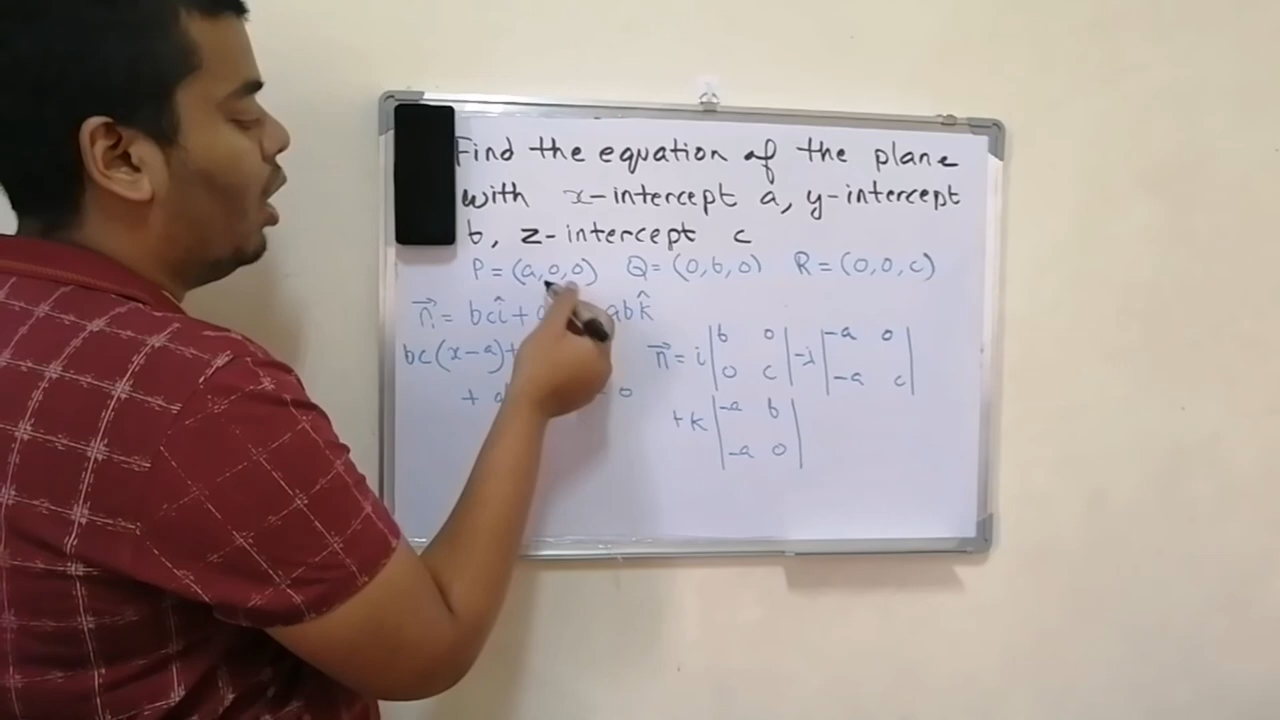 Find the equation of the plane
with x-intercept a, y-intercept
b, z-intercept c
P = (a,0,0) Q = (0,b,0) R = (0,0,c)
n⃗ = bcî + abk̂
bc(x-a)+
+ 0
n⃗ = i |b 0| -j |-a 0|
|0 c| |-a c|
+k |-a b|
|-a 0|